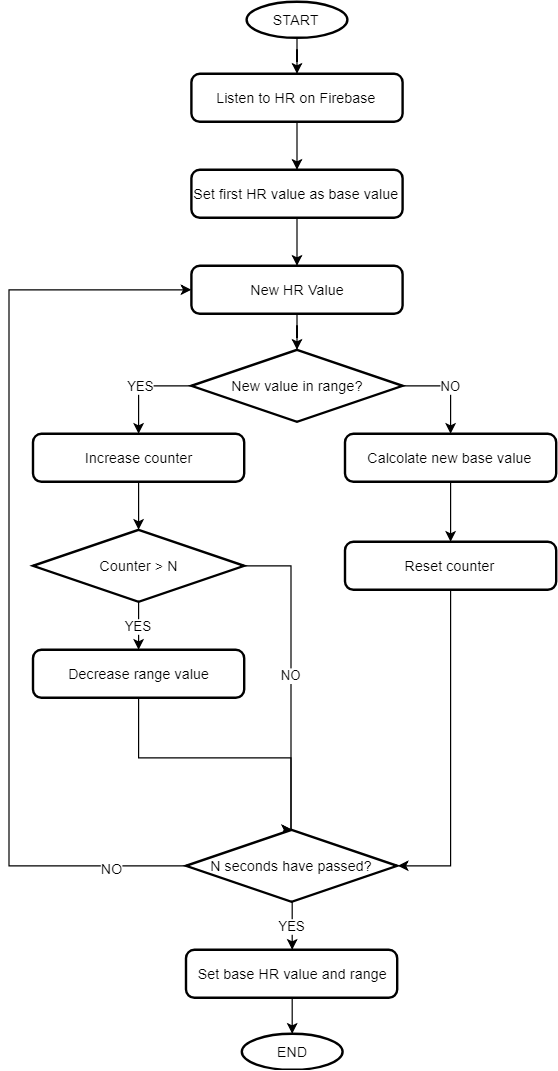 START
Listen to HR on Firebase
Set first HR value as base value
New HR Value
New value in range?
YES
NO
Increase counter
Calcolate new base value
Counter > N
Reset counter
YES
Decrease range value
NO
N seconds have passed?
NO
YES
Set base HR value and range
END